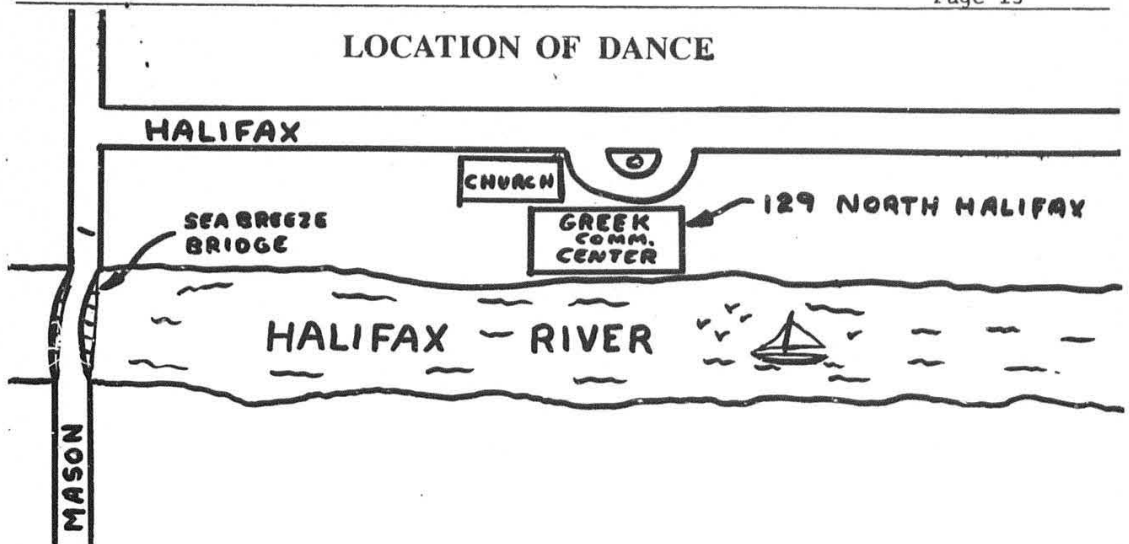 Page 15
LOCATION OF DANCE
HALIFAX
CHURCH
GREEK
COMM.
CENTER
129 NORTH HALIFAX
SEA BREEZE
BRIDGE
HALIFAX ~ RIVER
MASON